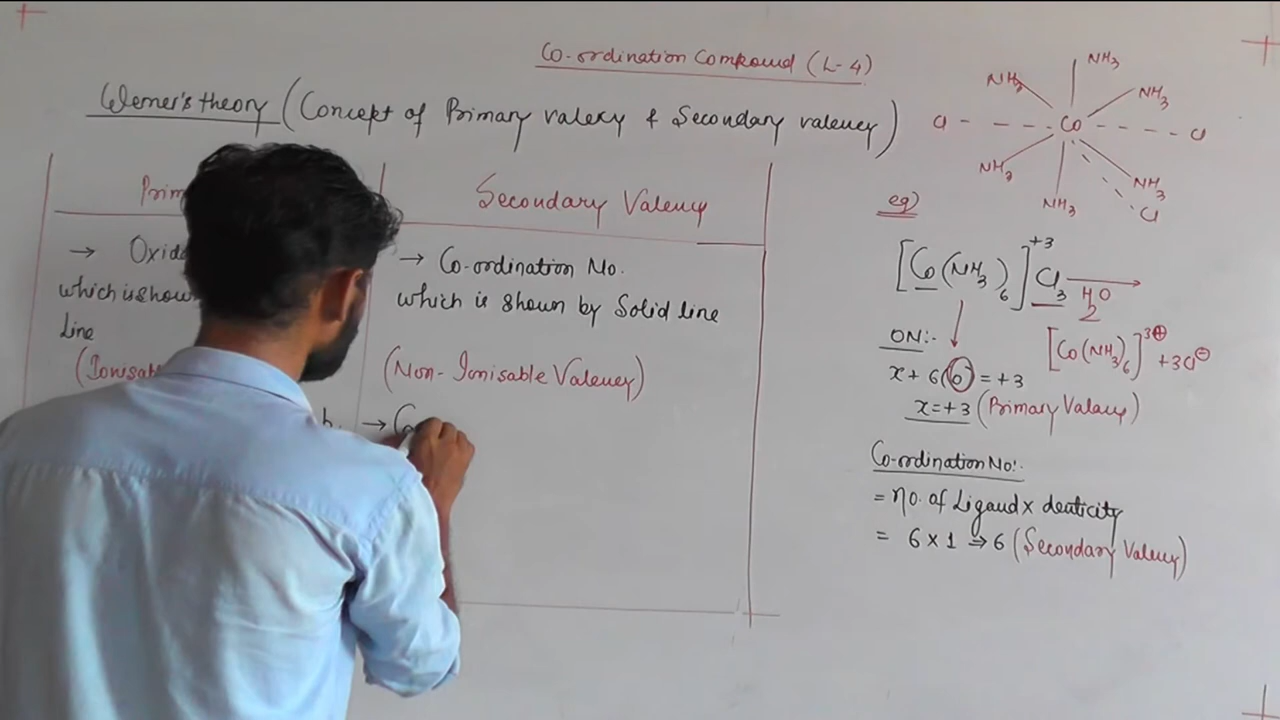 Co-ordination Compound (L-4)
Werner's theory (Concept of Primary valency & Secondary valency)
Secondary Valency
→ Oxid
which is show
Line
(Ionisab
→ Co-ordination No.
which is shown by Solid line
(Non-Ionisable Valency)
→ Ca
NH3
NH3
NH3
Cl
Co
Cl
NH3
NH3
NH3
Cl
eg)
[Co(NH3)6]+3 Cl3 H2O
[Co(NH3)6]3⊕ + 3Cl⊖
ON:-
x + 6(0) = +3
x = +3 (Primary Valency)
Co-ordination No:-
= no. of Ligand x denticity
= 6 x 1 ⇒ 6 (Secondary Valency)